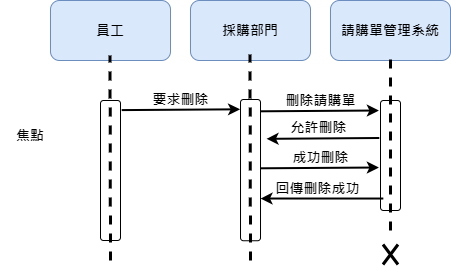 員工
採購部門
請購單管理系統
要求刪除
刪除請購單
焦點
允許刪除
成功刪除
回傳刪除成功